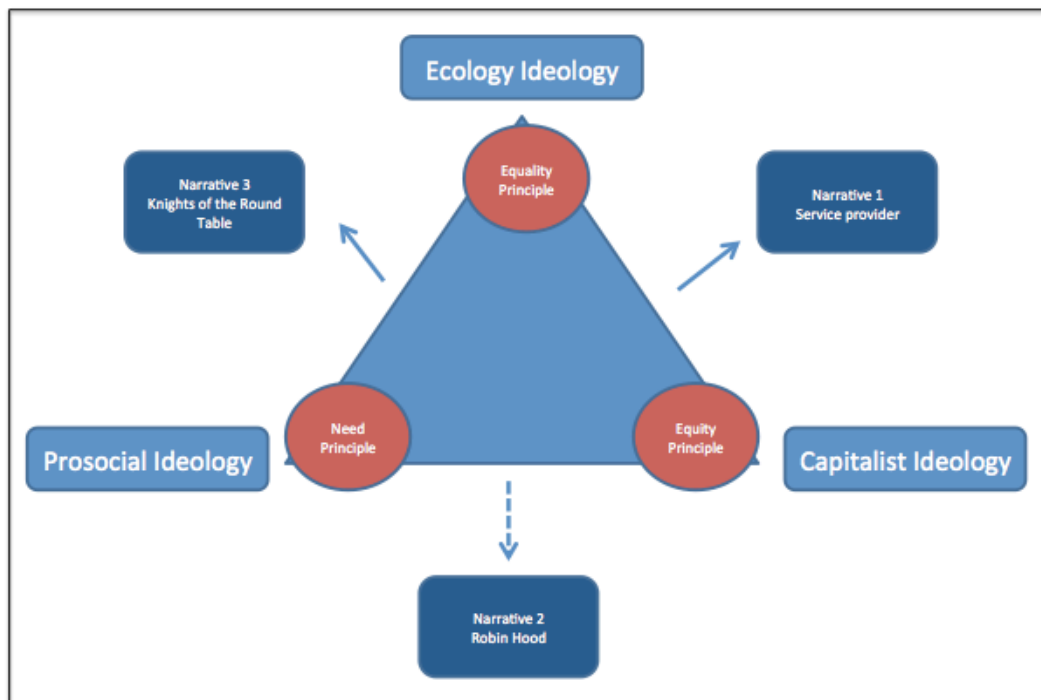 Ecology Ideology
Equality
Principle
Narrative 3
Knights of the Round
Table
Narrative 1
Service provider
Need
Principle
Equity
Principle
Prosocial Ideology
Capitalist Ideology
Narrative 2
Robin Hood